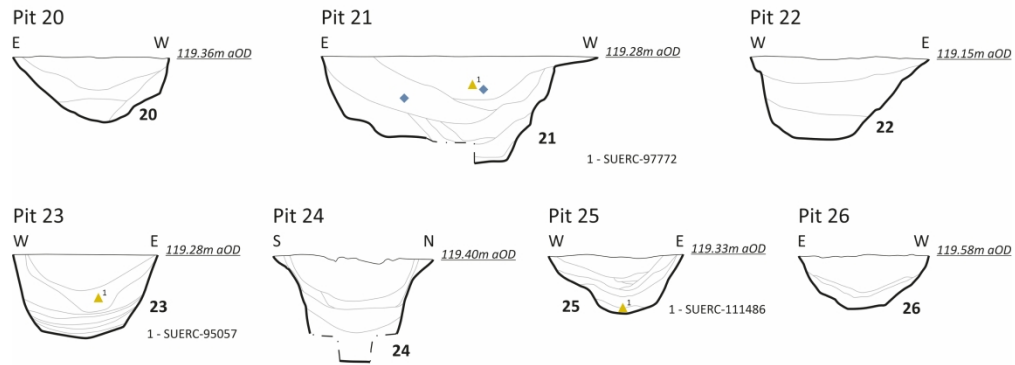 Pit 20
E W 119.36m aOD
20
Pit 21
E W 119.28m aOD
1
21
1 - SUERC-97772
Pit 22
W E 119.15m aOD
22
Pit 23
W E 119.28m aOD
1
23
1 - SUERC-95057
Pit 24
S N 119.40m aOD
24
Pit 25
W E 119.33m aOD
25
1
1 - SUERC-111486
Pit 26
E W 119.58m aOD
26